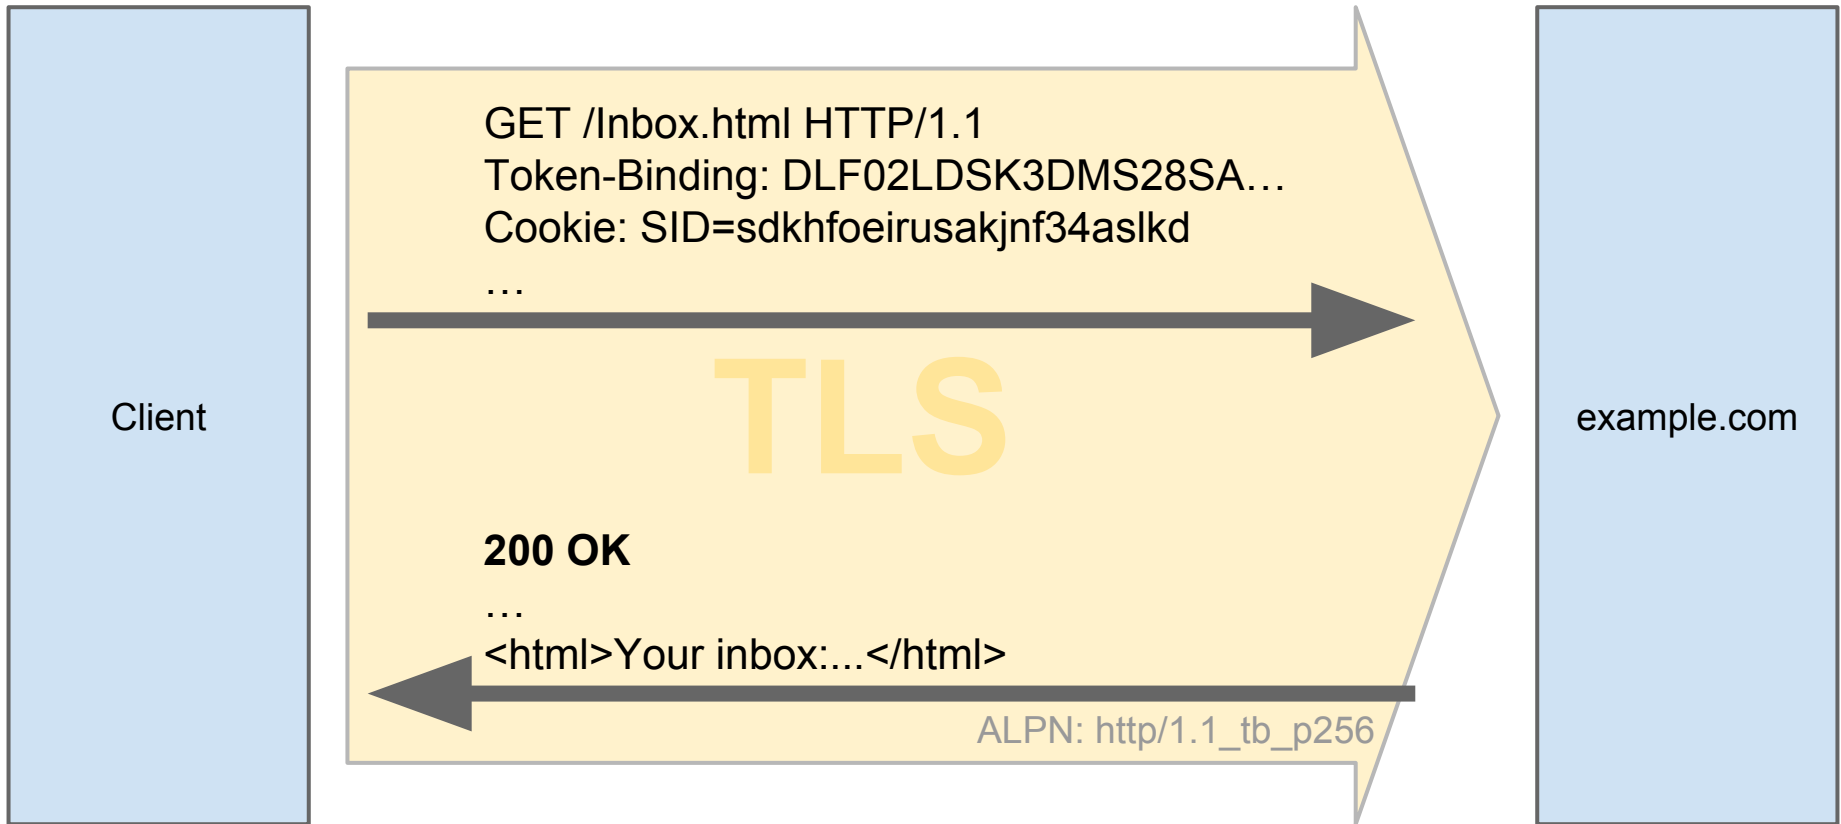 GET /Inbox.html HTTP/1.1
Token-Binding: DLF02LDSK3DMS28SA…
Cookie: SID=sdkhfoeirusakjnf34aslkd
…
TLS
Client
example.com
200 OK
…
<html>Your inbox:...</html>
ALPN: http/1.1_tb_p256